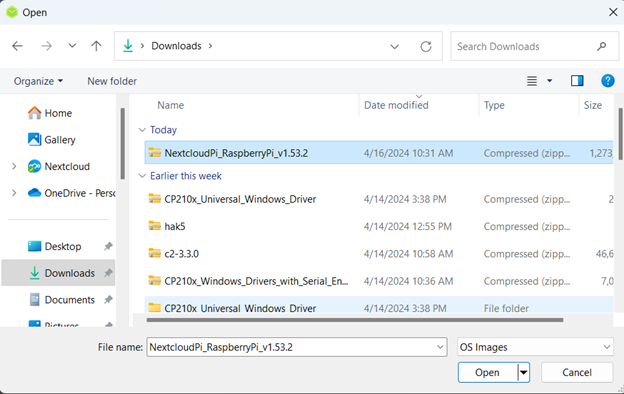 Open
Downloads
Search Downloads
Organize
New folder
Home
Gallery
Nextcloud
OneDrive - Perso
Desktop
Downloads
Documents
Pictures
Name Date modified Type Size
Today
NextcloudPi_RaspberryPi_v1.53.2 4/16/2024 10:31 AM Compressed (zipp... 1,273,
Earlier this week
CP210x_Universal_Windows_Driver 4/14/2024 3:38 PM Compressed (zipp... 2
hak5 4/14/2024 12:55 PM Compressed (zipp...
c2-3.3.0 4/14/2024 10:58 AM Compressed (zipp... 46,6
CP210x_Windows_Drivers_with_Serial_En... 4/14/2024 10:36 AM Compressed (zipp... 7,0
CP210x_Universal_Windows_Driver 4/14/2024 3:38 PM File folder
File name: NextcloudPi_RaspberryPi_v1.53.2 OS Images
Open Cancel